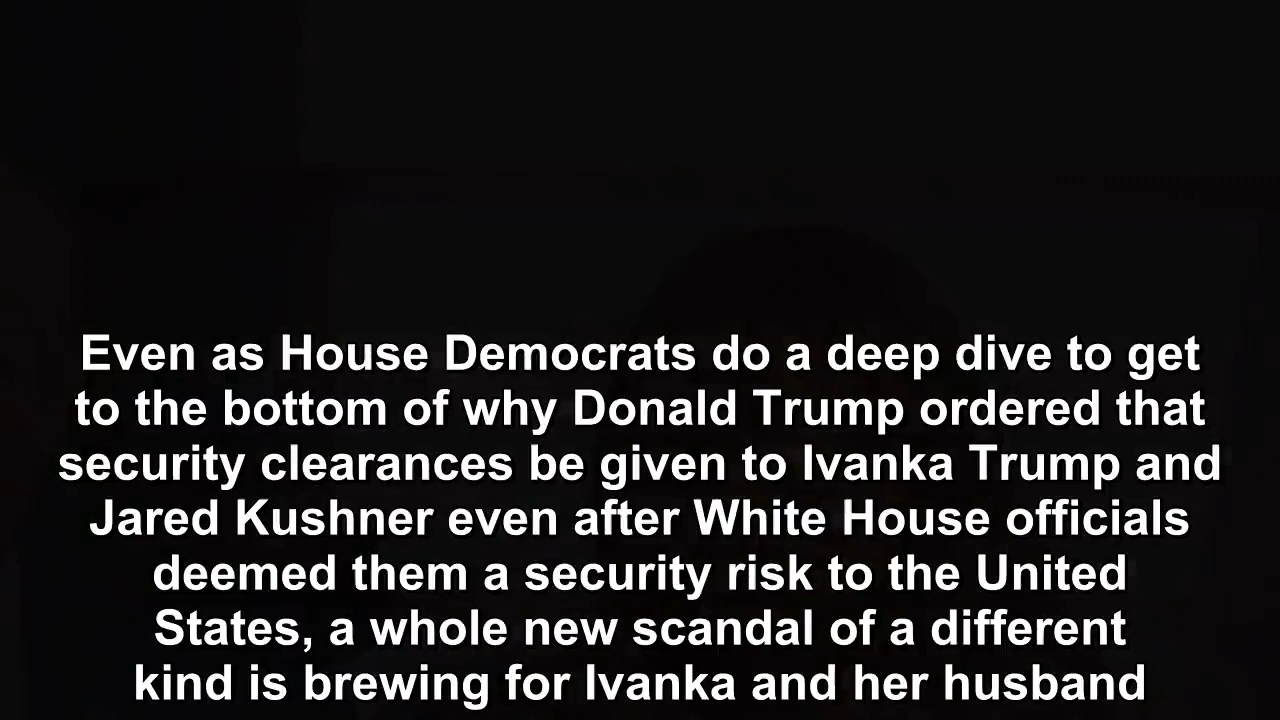 Even as House Democrats do a deep dive to get
to the bottom of why Donald Trump ordered that
security clearances be given to Ivanka Trump and
Jared Kushner even after White House officials
deemed them a security risk to the United
States, a whole new scandal of a different
kind is brewing for Ivanka and her husband